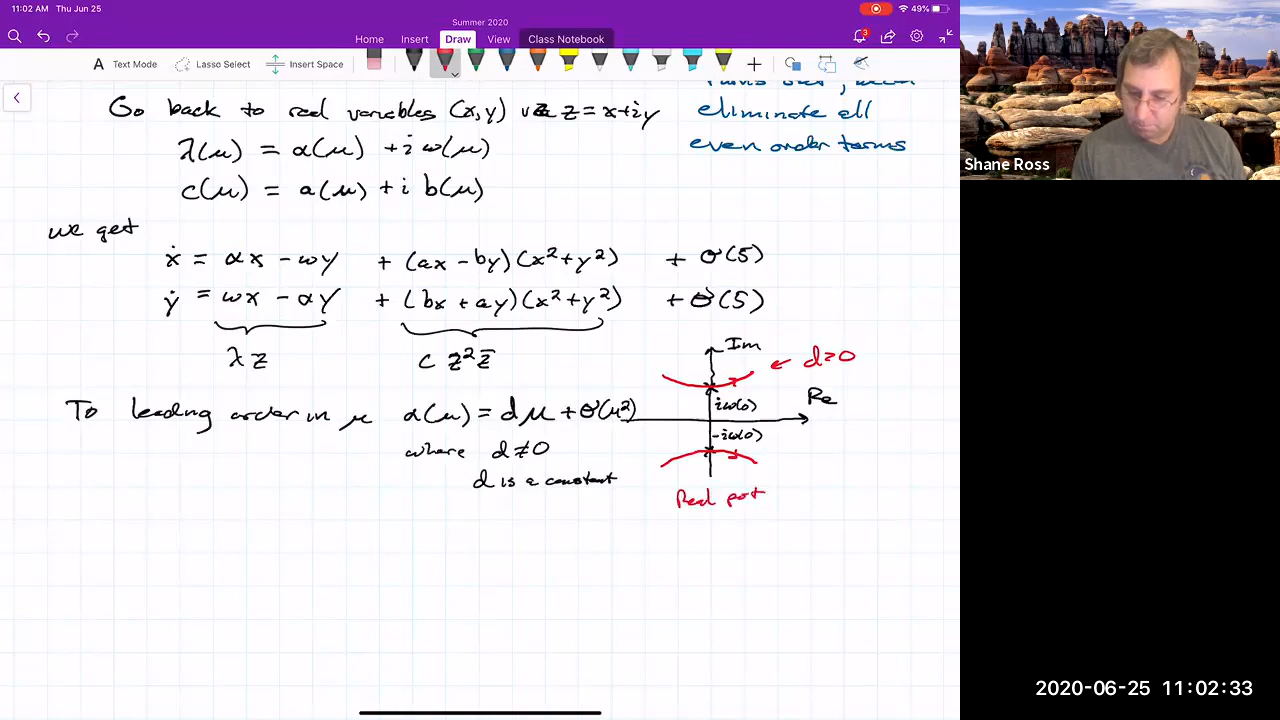 11:02 AM Thu Jun 25
49%
Summer 2020
Home Insert Draw View Class Notebook
3
Text Mode Lasso Select Insert Space
Go back to real variables (x,y) via z = x+iy
λ(μ) = α(μ) + i ω(μ)
c(μ) = a(μ) + i b(μ)
eliminate all
even order terms
we get
ẋ = αx - ωy + (ax - by)(x²+y²) + O(5)
ẏ = ωx - αy + (bx + ay)(x²+y²) + O(5)
λz c z² z̄
To leading order in μ α(μ) = dμ + O(μ²)
where d ≠ 0
d is a constant
Im
d>0
Re
iω(0)
-iω(0)
Real part
Shane Ross
2020-06-25 11:02:33